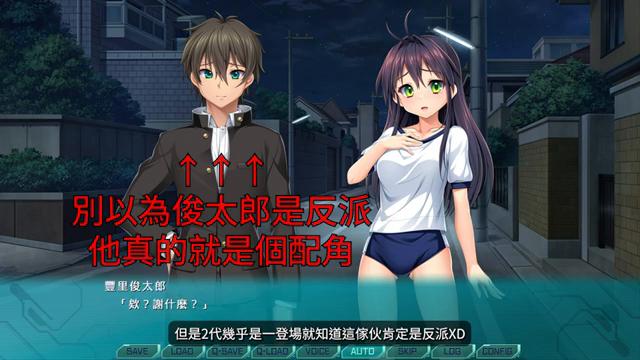 ↑ ↑ ↑
別以為俊太郎是反派
他真的就是個配角
豐里俊太郎
「欸？謝什麼？」
但是2代幾乎是一登場就知道這傢伙肯定是反派XD
SAVE LOAD Q-SAVE Q-LOAD VOICE AUTO SKIP LOG CONFIG